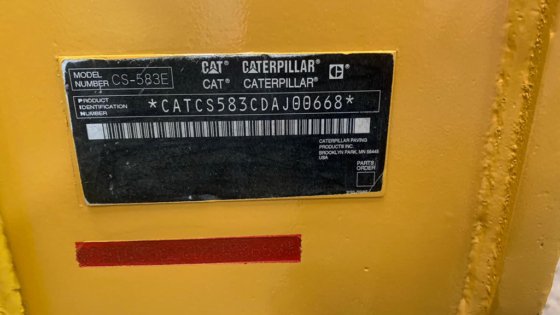 MODEL NUMBER CS-583E
CAT CATERPILLAR C
CAT® CATERPILLAR®
PRODUCT IDENTIFICATION NUMBER *CATCS583CDAJ00668*
CATERPILLAR PAVING
PRODUCTS INC.
BROOKLYN PARK, MN 55445
USA
PARTS
ORDER